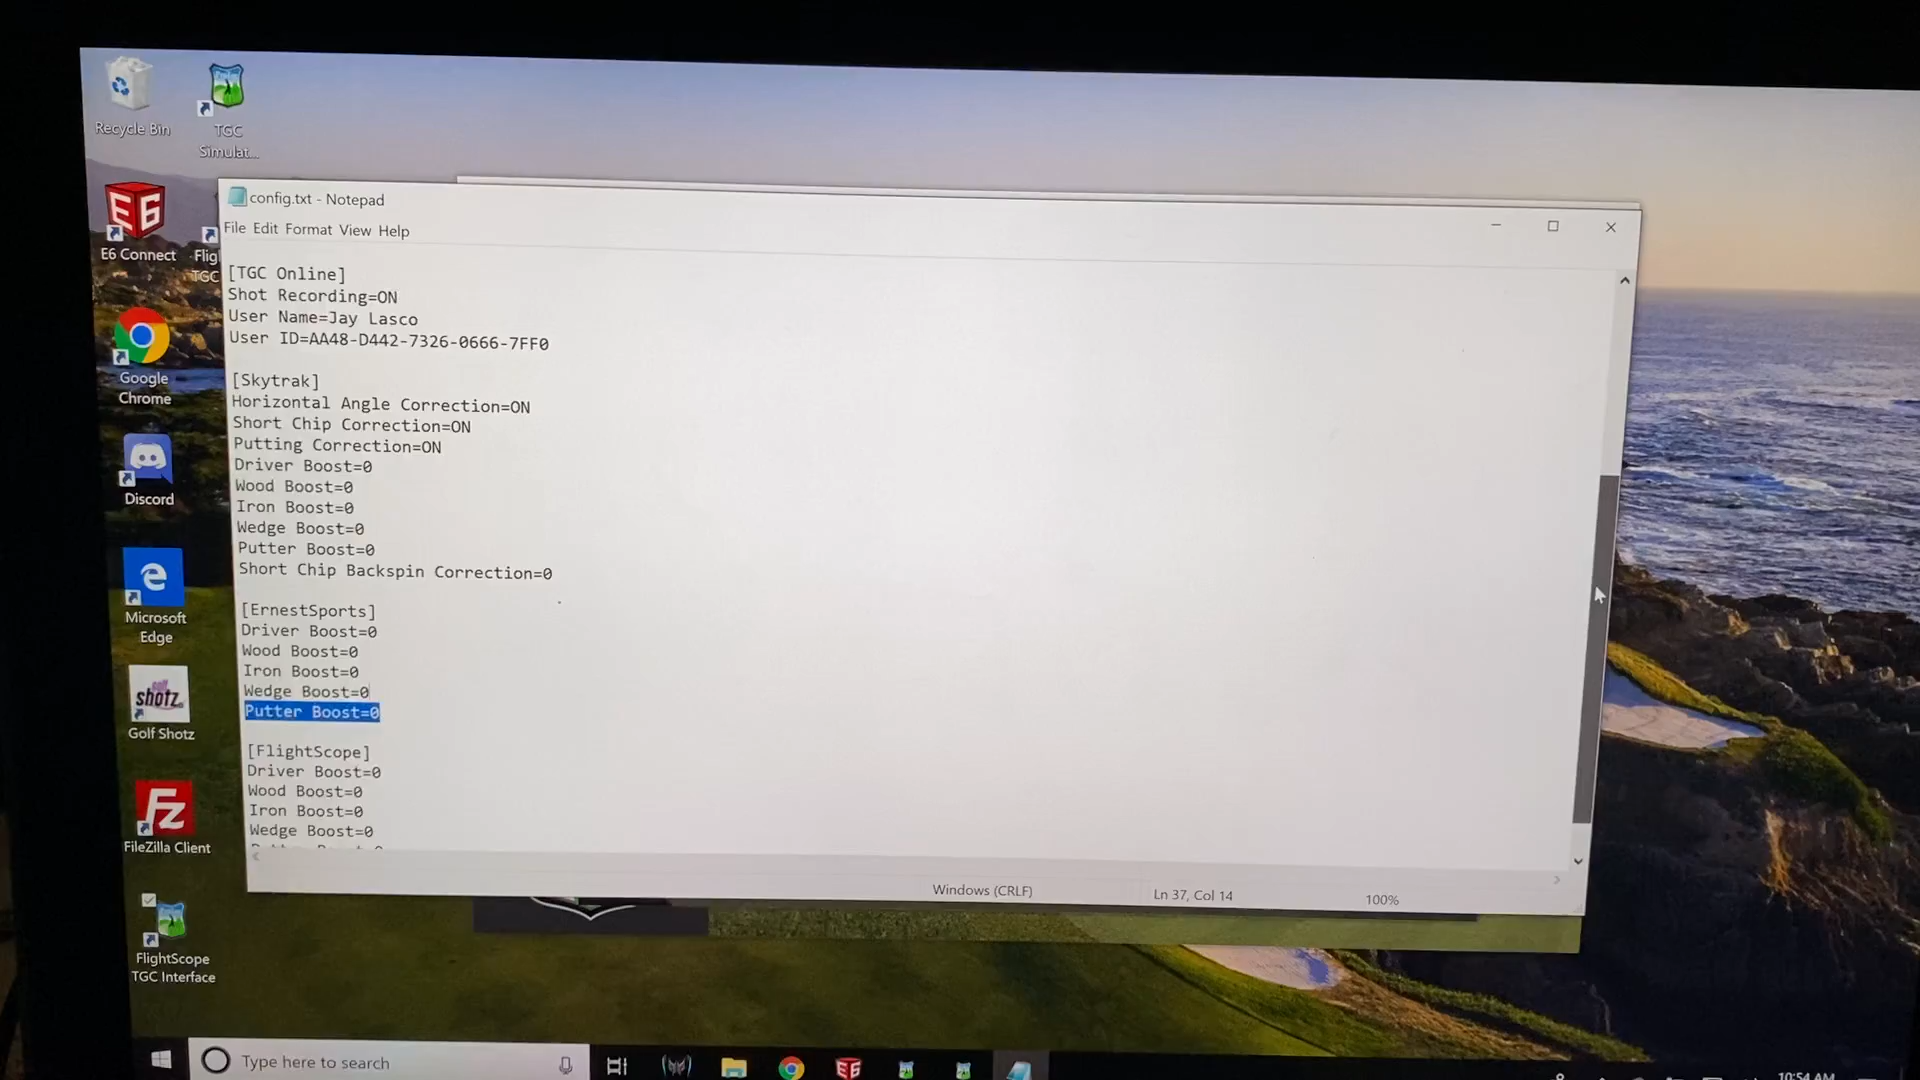 Recycle Bin
TGC
Simulat...
E6
E6 Connect
Flig
TGC
Google
Chrome
Discord
Microsoft
Edge
shotz
Golf Shotz
Fz
FileZilla Client
FlightScope
TGC Interface
config.txt - Notepad
File Edit Format View Help
[TGC Online]
Shot Recording=ON
User Name=Jay Lasco
User ID=AA48-D442-7326-0666-7FF0
[Skytrak]
Horizontal Angle Correction=ON
Short Chip Correction=ON
Putting Correction=ON
Driver Boost=0
Wood Boost=0
Iron Boost=0
Wedge Boost=0
Putter Boost=0
Short Chip Backspin Correction=0
[ErnestSports]
Driver Boost=0
Wood Boost=0
Iron Boost=0
Wedge Boost=0
Putter Boost=0
[FlightScope]
Driver Boost=0
Wood Boost=0
Iron Boost=0
Wedge Boost=0
Windows (CRLF)
Ln 37, Col 14
100%
Type here to search
E6
10:54 AM